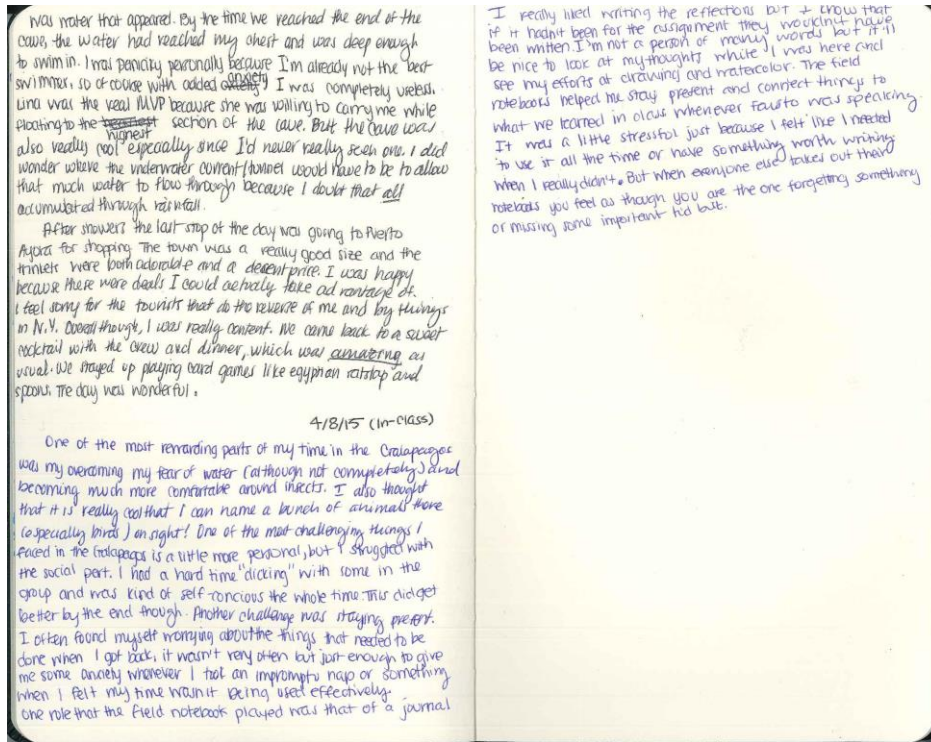 was water that appeared. By the time we reached the end of the
cave, the water had reached my chest and was deep enough
to swim in. I was panicky personally because I'm already not the best
swimmer, so of course with added anxiety I was completely useless.
Lina was the real MVP because she was willing to carry me while
floating to the highest section of the cave. But the cave was
also really cool especially since I'd never really seen one. I did
wonder where the underwater current/tunnel would have to be to allow
that much water to flow through because I doubt that all
accumulated through rainfall.
After showers the last stop of the day was going to Puerto
Ayora for shopping. The town was a really good size and the
trinkets were both adorable and a decent price. I was happy
because these were deals I could actually take advantage of.
I feel sorry for the tourists that do the reverse of me and buy things
in N.Y. Overall though, I was really content. We came back to a sweet
cocktail with the crew and dinner, which was amazing as
usual. We stayed up playing card games like egyptian ratslap and
spoons. The day was wonderful.
4/8/15 (In-class)
One of the most rewarding parts of my time in the Galapagos
was my overcoming my fear of water (although not completely) and
becoming much more comfortable around insects. I also thought
that it is really cool that I can name a bunch of animals there
(especially birds) on sight! One of the most challenging things I
faced in the Galapagos is a little more personal, but I struggled with
the social part. I had a hard time "clicking" with some in the
group and was kind of self-concious the whole time. This did get
better by the end though. Another challenge was staying present.
I often found myself worrying about the things that needed to be
done when I got back, it wasn't very often but just enough to give
me some anxiety whenever I took an impromptu nap or something
when I felt my time wasn't being used effectively.
One role that the field notebook played was that of a journal
I really liked writing the reflections but I know that
if it hadn't been for the assignment they wouldn't have
been written. I'm not a person of many words but it'll
be nice to look at my thoughts while I was here and
see my efforts at drawing and watercolor. The field
notebooks helped me stay present and connect things to
what we learned in class whenever fausto was speaking.
It was a little stressful just because I felt like I needed
to use it all the time or have something worth writing
when I really didn't. But when everyone else takes out their
notebooks you feel as though you are the one forgetting something
or missing some important tid bit.